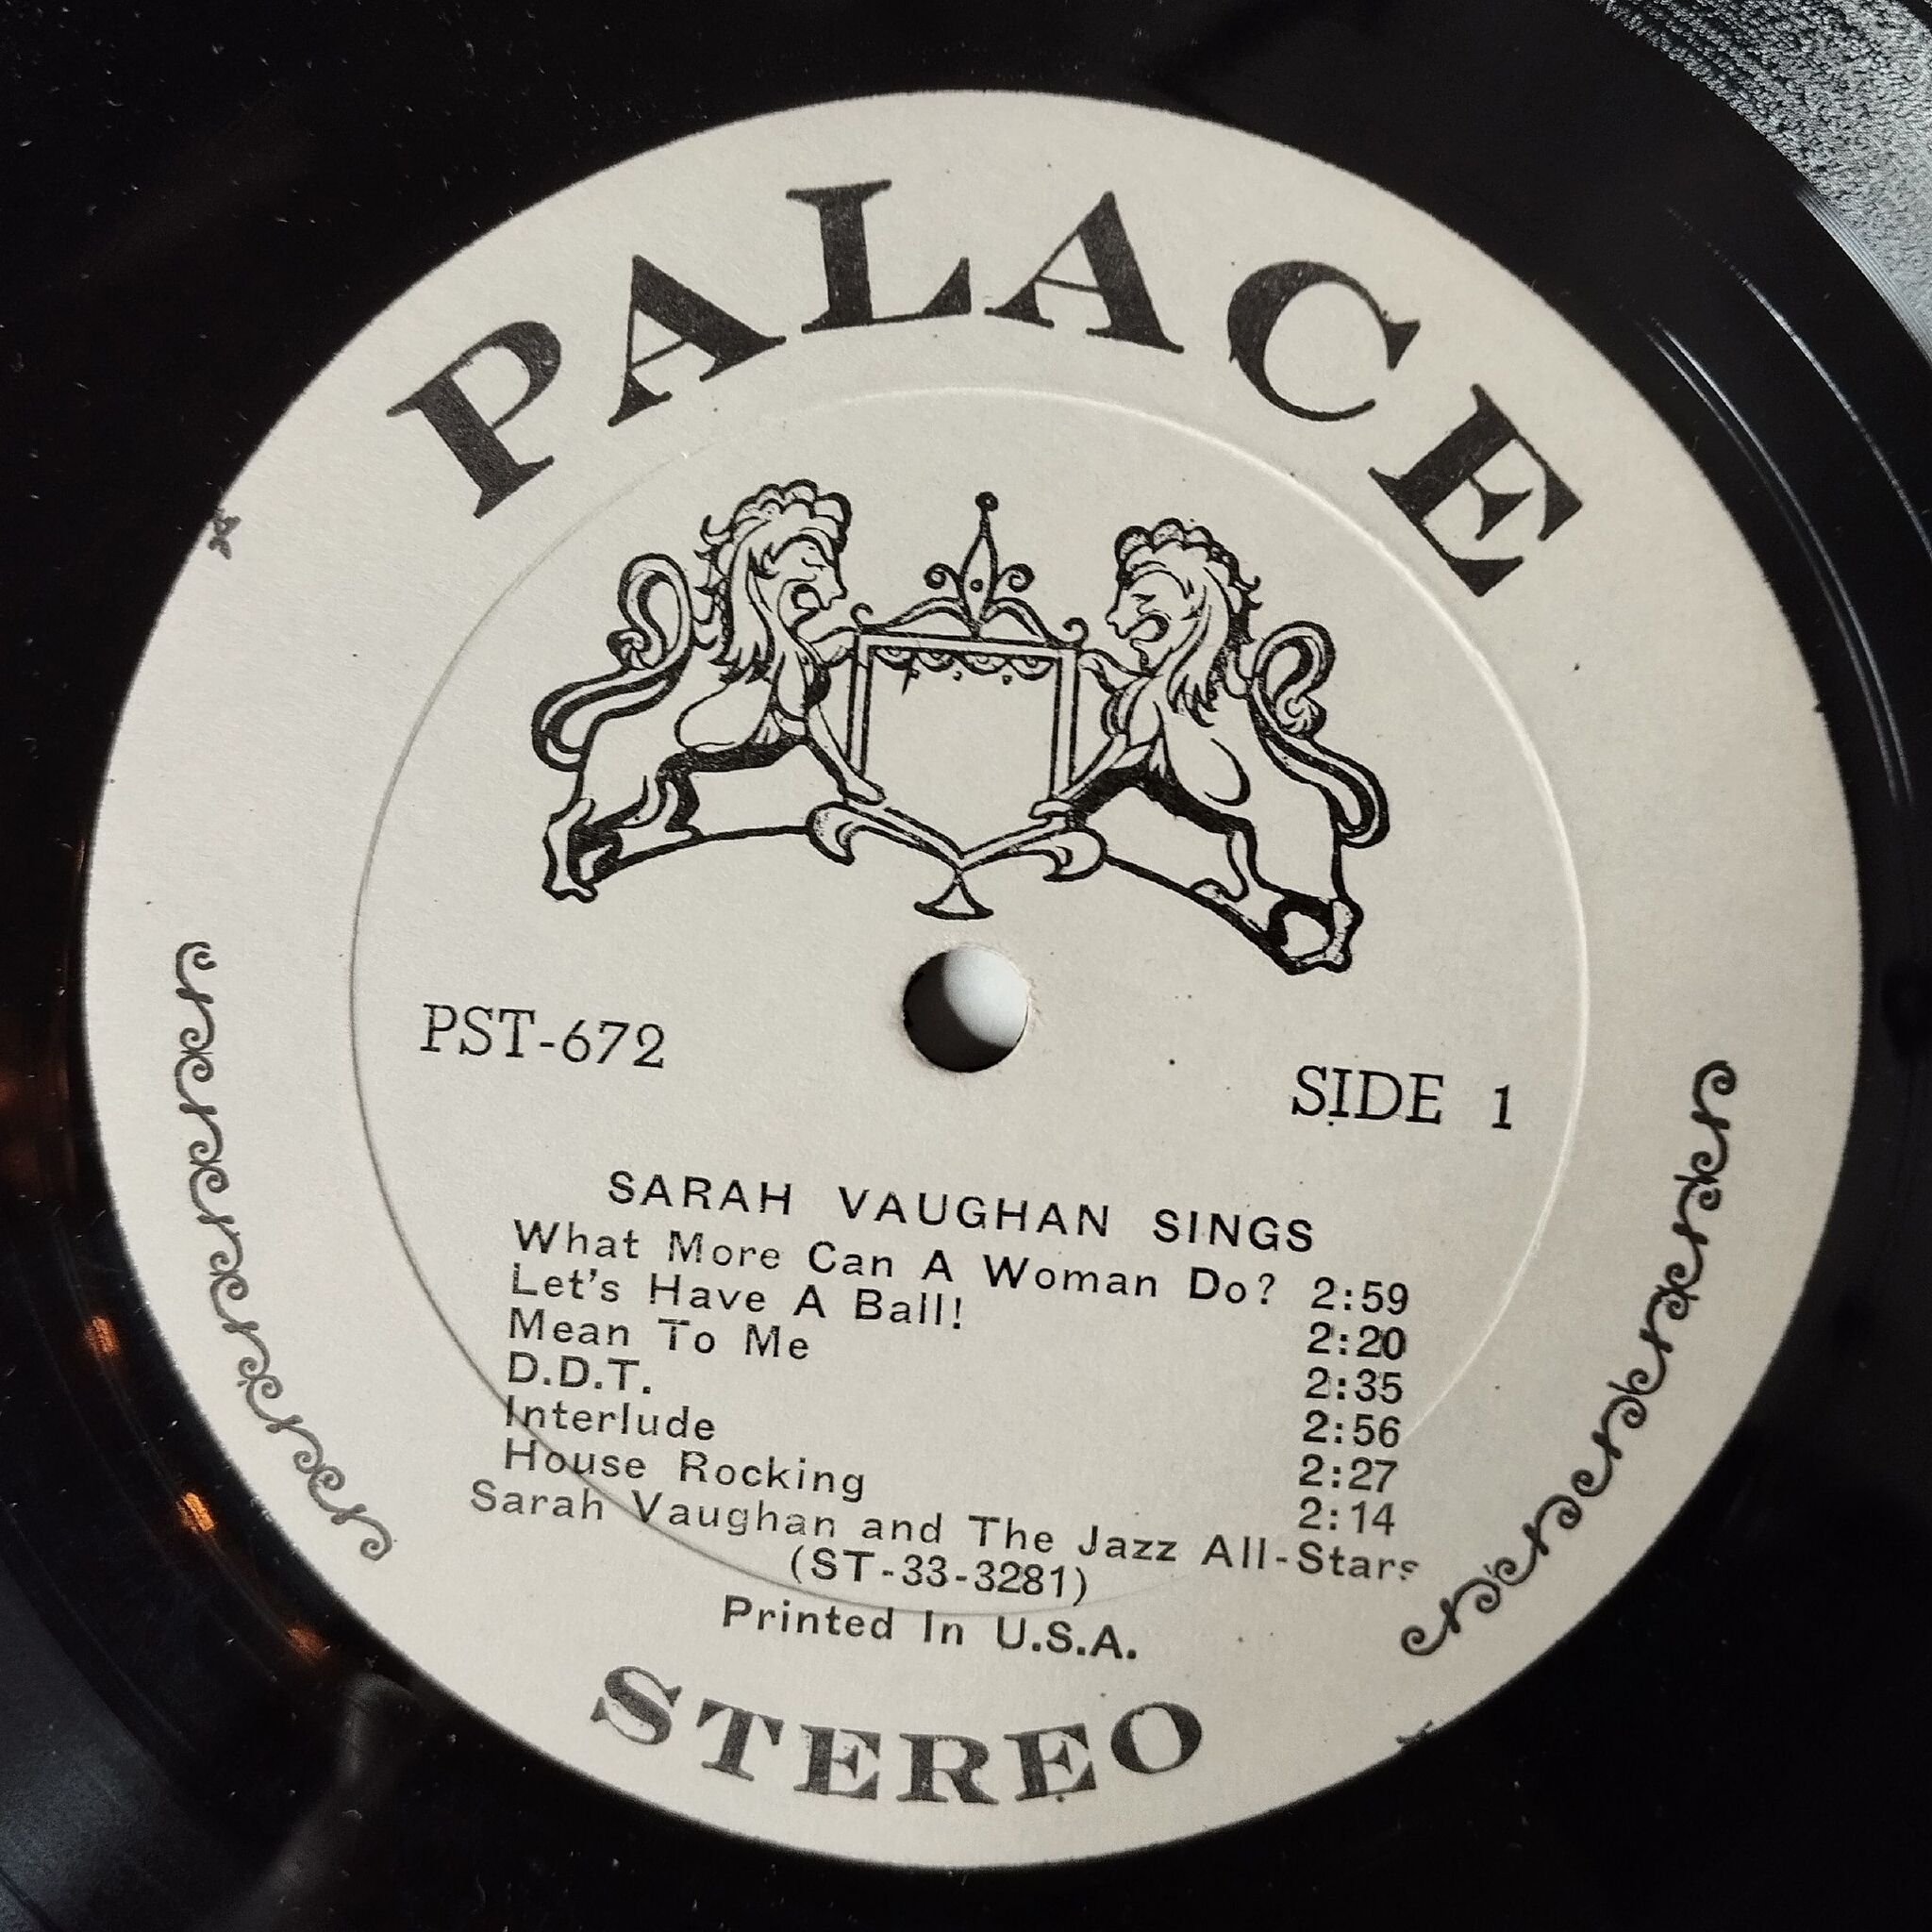 PALACE
PST-672
SIDE 1
SARAH VAUGHAN SINGS
What More Can A Woman Do? 2:59
Let's Have A Ball! 2:20
Mean To Me 2:35
D.D.T. 2:56
Interlude 2:27
House Rocking 2:14
Sarah Vaughan and The Jazz All-Stars
(ST-33-3281)
Printed In U.S.A.
STEREO